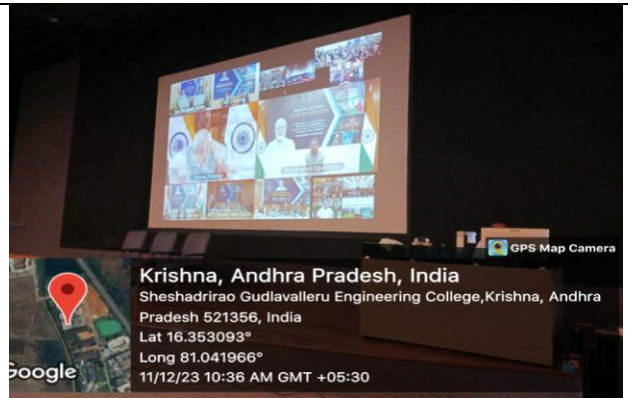 GPS Map Camera
Krishna, Andhra Pradesh, India
Sheshadrirao Gudlavalleru Engineering College,Krishna, Andhra
Pradesh 521356, India
Lat 16.353093°
Long 81.041966°
11/12/23 10:36 AM GMT +05:30
Google